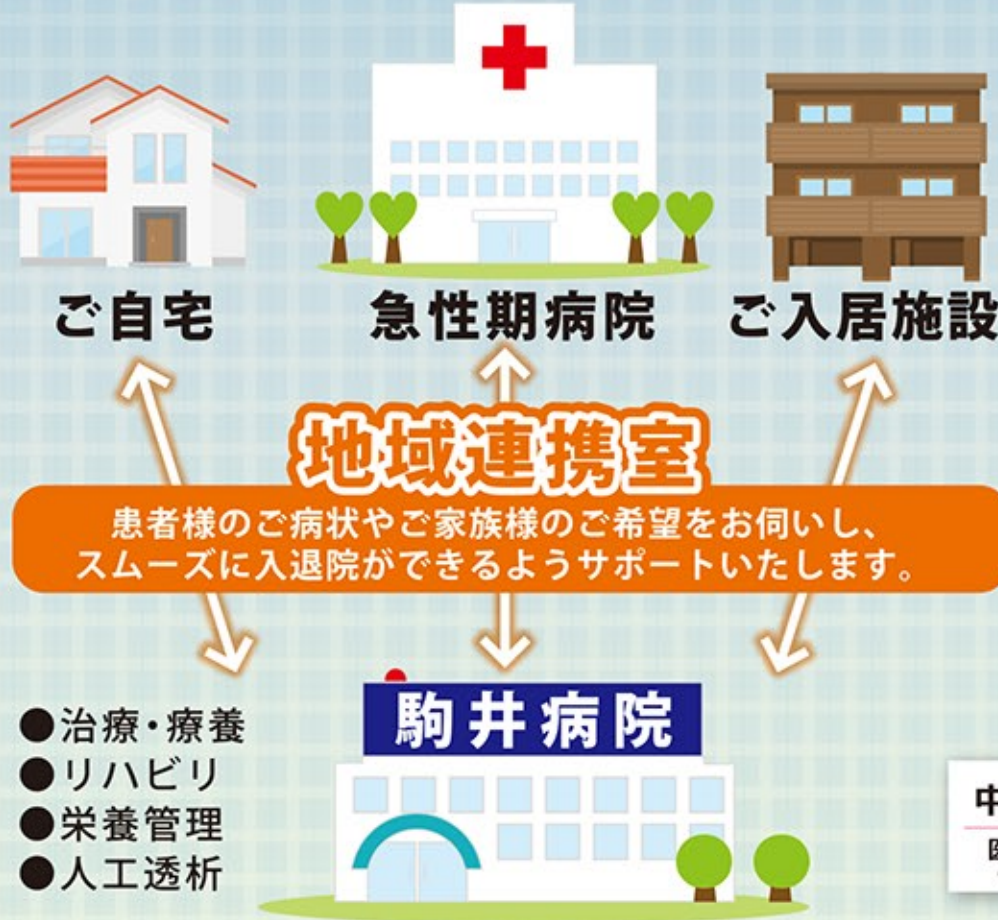 ご自宅
急性期病院
ご入居施設
地域連携室
患者様のご病状やご家族様のご希望をお伺いし、
スムーズに入退院ができるようサポートいたします。
駒井病院
●治療・療養
●リハビリ
●栄養管理
●人工透析
中